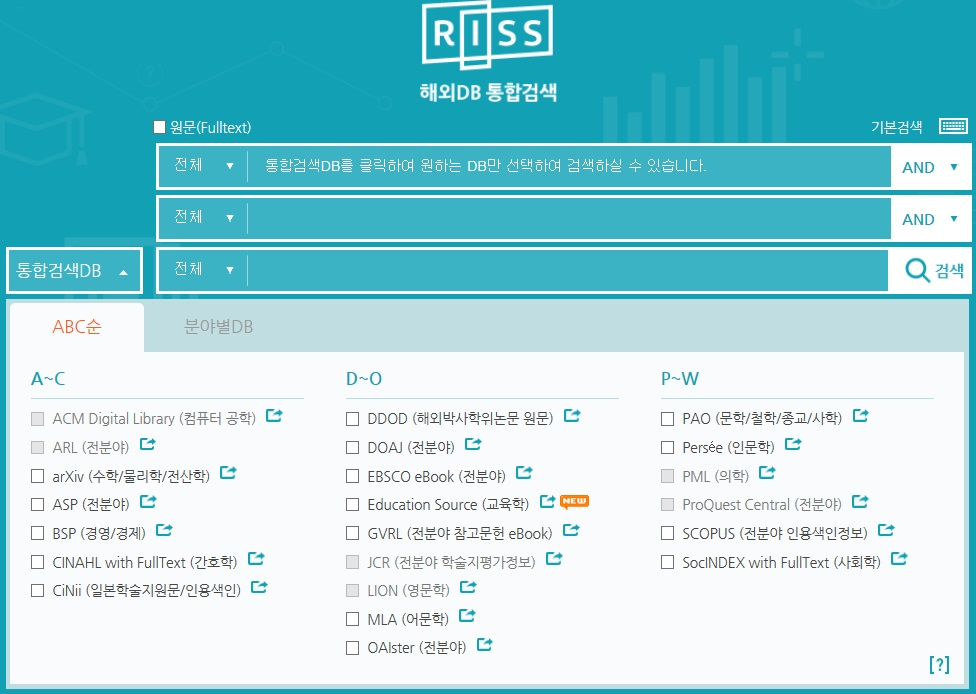 RISS
해외DB 통합검색
원문(Fulltext)
기본검색
전체 통합검색DB를 클릭하여 원하는 DB만 선택하여 검색하실 수 있습니다. AND
전체 AND
통합검색DB 전체 검색
ABC순 분야별DB
A~C
ACM Digital Library (컴퓨터 공학)
ARL (전분야)
arXiv (수학/물리학/전산학)
ASP (전분야)
BSP (경영/경제)
CINAHL with FullText (간호학)
CiNii (일본학술지원문/인용색인)
D~O
DDOD (해외박사학위논문 원문)
DOAJ (전분야)
EBSCO eBook (전분야)
Education Source (교육학) NEW
GVRL (전분야 참고문헌 eBook)
JCR (전분야 학술지평가정보)
LION (영문학)
MLA (어문학)
OAIster (전분야)
P~W
PAO (문학/철학/종교/사학)
Persée (인문학)
PML (의학)
ProQuest Central (전분야)
SCOPUS (전분야 인용색인정보)
SocINDEX with FullText (사회학)
[?]